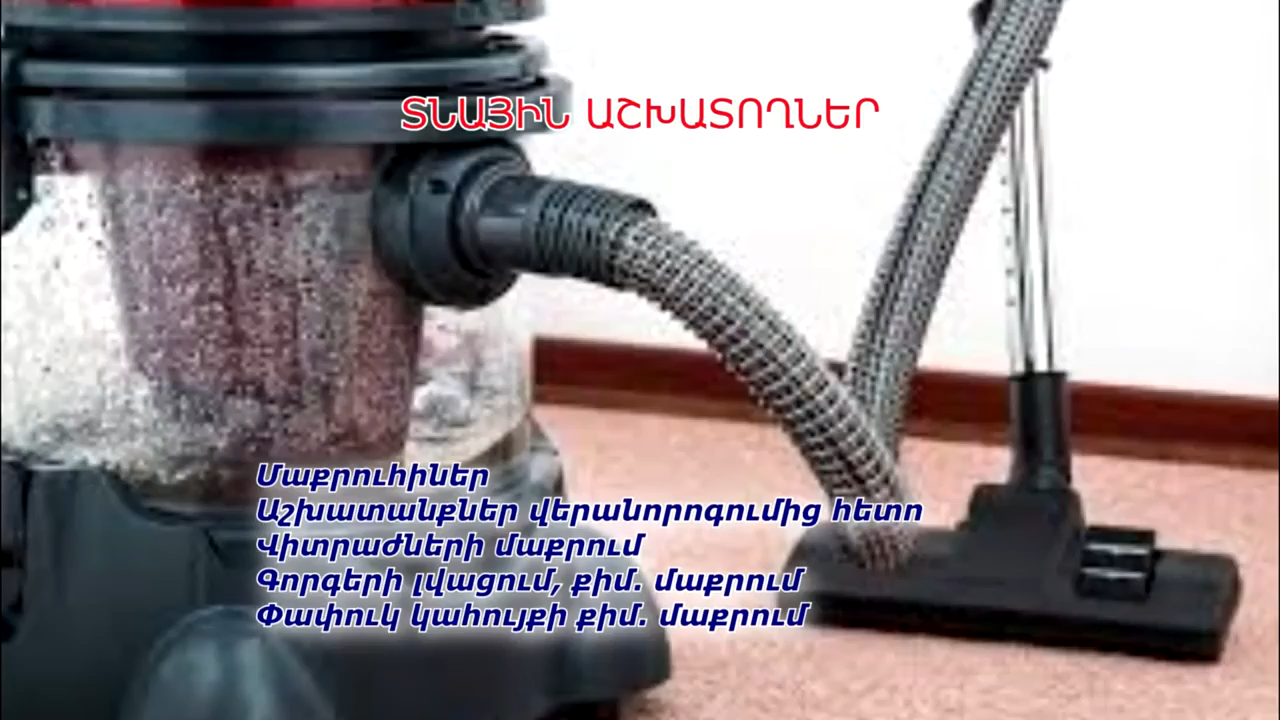 ՏՆԱՅԻՆ ԱՇԽԱՏՈՂՆԵՐ
Մաքրուհիներ
Աշխատանքներ վերանորոգումից հետո
Վիտրաժների մաքրում
Գորգերի լվացում, քիմ. մաքրում
Փափուկ կահույքի քիմ. մաքրում